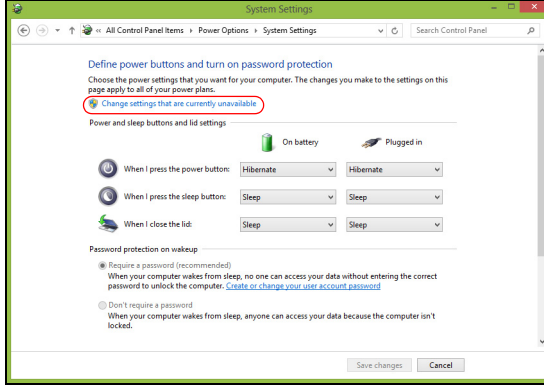 System Settings
« All Control Panel Items ▸ Power Options ▸ System Settings
Search Control Panel
Define power buttons and turn on password protection
Choose the power settings that you want for your computer. The changes you make to the settings on this
page apply to all of your power plans.
Change settings that are currently unavailable
Power and sleep buttons and lid settings
On battery Plugged in
When I press the power button: Hibernate Hibernate
When I press the sleep button: Sleep Sleep
When I close the lid: Sleep Sleep
Password protection on wakeup
Require a password (recommended)
When your computer wakes from sleep, no one can access your data without entering the correct
password to unlock the computer. Create or change your user account password
Don't require a password
When your computer wakes from sleep, anyone can access your data because the computer isn't
locked.
Save changes Cancel